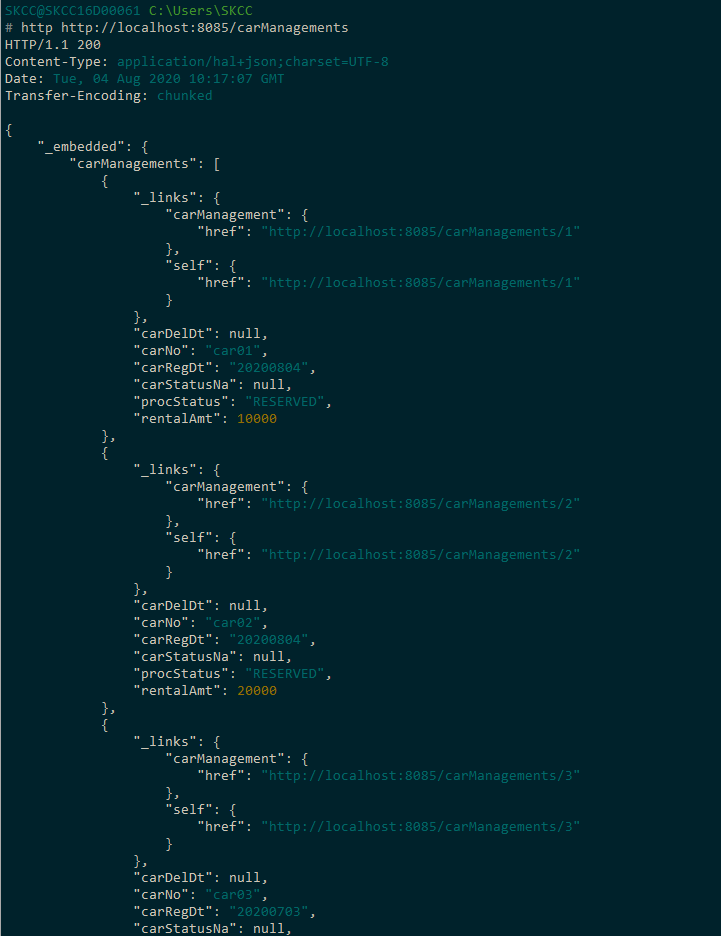 SKCC@SKCC16D00061 C:\Users\SKCC
# http http://localhost:8085/carManagements
HTTP/1.1 200
Content-Type: application/hal+json;charset=UTF-8
Date: Tue, 04 Aug 2020 10:17:07 GMT
Transfer-Encoding: chunked

{
    "_embedded": {
        "carManagements": [
            {
                "_links": {
                    "carManagement": {
                        "href": "http://localhost:8085/carManagements/1"
                    },
                    "self": {
                        "href": "http://localhost:8085/carManagements/1"
                    }
                },
                "carDelDt": null,
                "carNo": "car01",
                "carRegDt": "20200804",
                "carStatusNa": null,
                "procStatus": "RESERVED",
                "rentalAmt": 10000
            },
            {
                "_links": {
                    "carManagement": {
                        "href": "http://localhost:8085/carManagements/2"
                    },
                    "self": {
                        "href": "http://localhost:8085/carManagements/2"
                    }
                },
                "carDelDt": null,
                "carNo": "car02",
                "carRegDt": "20200804",
                "carStatusNa": null,
                "procStatus": "RESERVED",
                "rentalAmt": 20000
            },
            {
                "_links": {
                    "carManagement": {
                        "href": "http://localhost:8085/carManagements/3"
                    },
                    "self": {
                        "href": "http://localhost:8085/carManagements/3"
                    }
                },
                "carDelDt": null,
                "carNo": "car03",
                "carRegDt": "20200703",
                "carStatusNa": null,